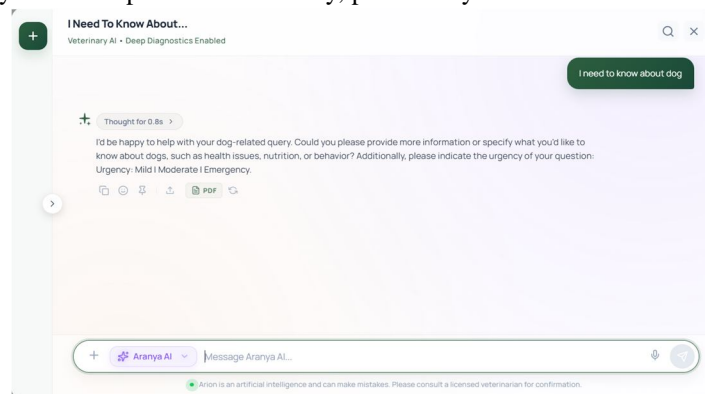 I Need To Know About...
Veterinary AI • Deep Diagnostics Enabled
I need to know about dog
Thought for 0.8s >
I'd be happy to help with your dog-related query. Could you please provide more information or specify what you'd like to
know about dogs, such as health issues, nutrition, or behavior? Additionally, please indicate the urgency of your question:
Urgency: Mild | Moderate | Emergency.
PDF
Aranya AI
Message Aranya AI...
Arion is an artificial intelligence and can make mistakes. Please consult a licensed veterinarian for confirmation.